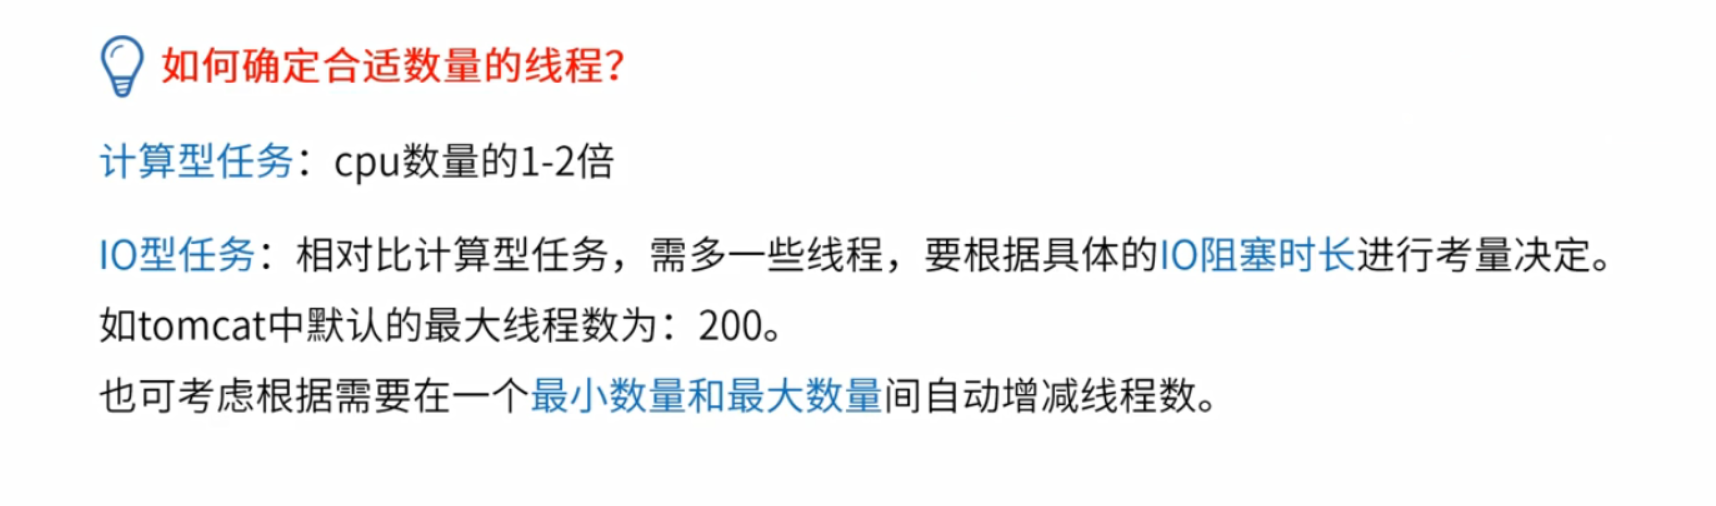 如何确定合适数量的线程？
计算型任务：cpu数量的1-2倍
IO型任务：相对比计算型任务，需多一些线程，要根据具体的IO阻塞时长进行考量决定。
如tomcat中默认的最大线程数为：200。
也可考虑根据需要在一个最小数量和最大数量间自动增减线程数。